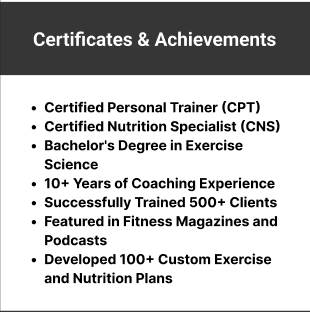 Certificates & Achievements
• Certified Personal Trainer (CPT)
• Certified Nutrition Specialist (CNS)
• Bachelor's Degree in Exercise
Science
• 10+ Years of Coaching Experience
• Successfully Trained 500+ Clients
• Featured in Fitness Magazines and
Podcasts
• Developed 100+ Custom Exercise
and Nutrition Plans